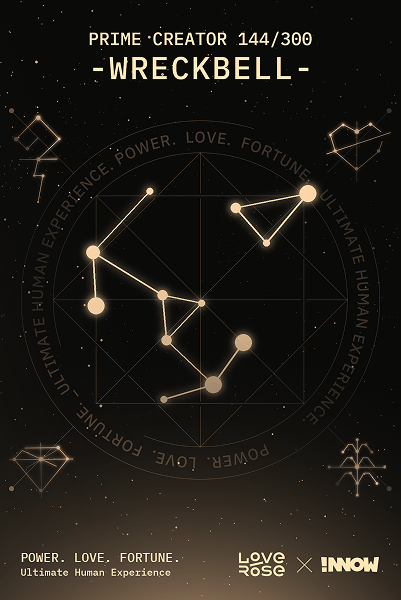 PRIME CREATOR 144/300
-WRECKBELL-
ULTIMATE HUMAN EXPERIENCE. POWER. LOVE. FORTUNE. ULTIMATE HUMAN EXPERIENCE.
POWER. LOVE. FORTUNE -
POWER. LOVE. FORTUNE.
Ultimate Human Experience
LOVE
ROSE
×
!NNOW